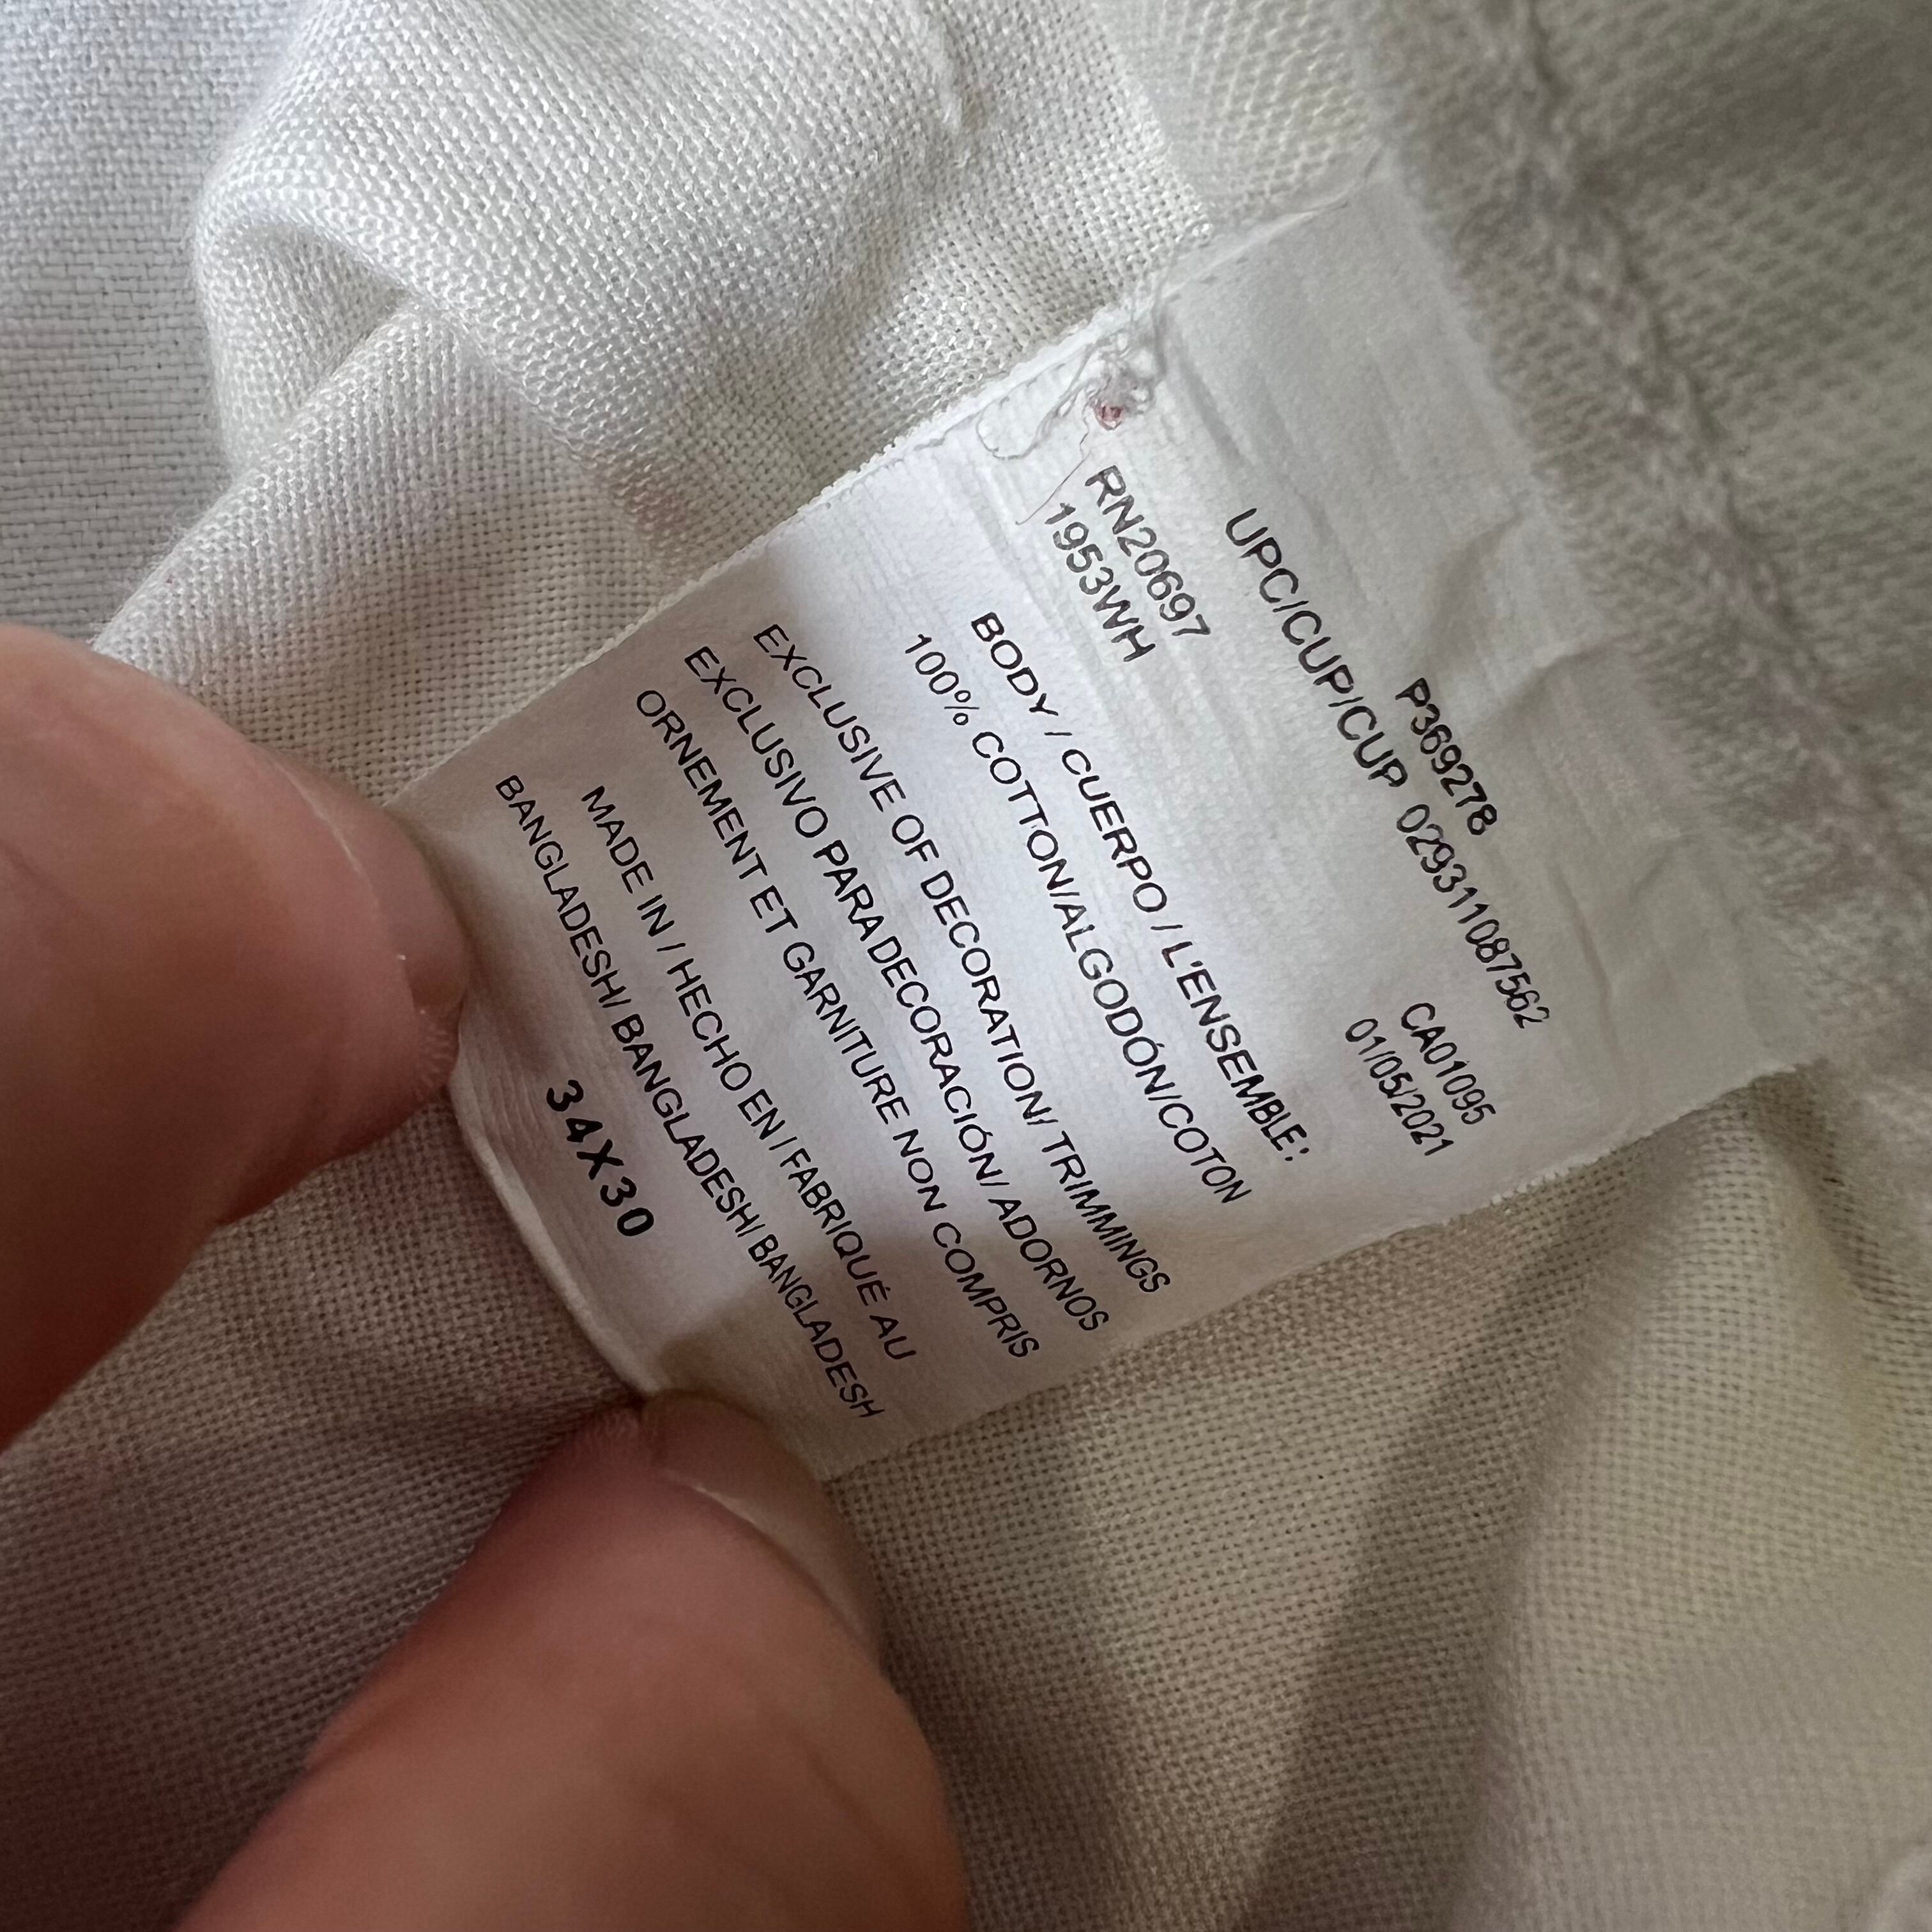 P369278
UPC/CUP/CUP 029311087562
RN20697
1953WH
CA01095
01/05/2021
BODY / CUERPO / L'ENSEMBLE:
100% COTTON/ALGODÓN/COTON
EXCLUSIVE OF DECORATION/ TRIMMINGS
EXCLUSIVO PARA DECORACIÓN/ ADORNOS
ORNEMENT ET GARNITURE NON COMPRIS
MADE IN / HECHO EN / FABRIQUÉ AU
BANGLADESH/ BANGLADESH/ BANGLADESH
34X30